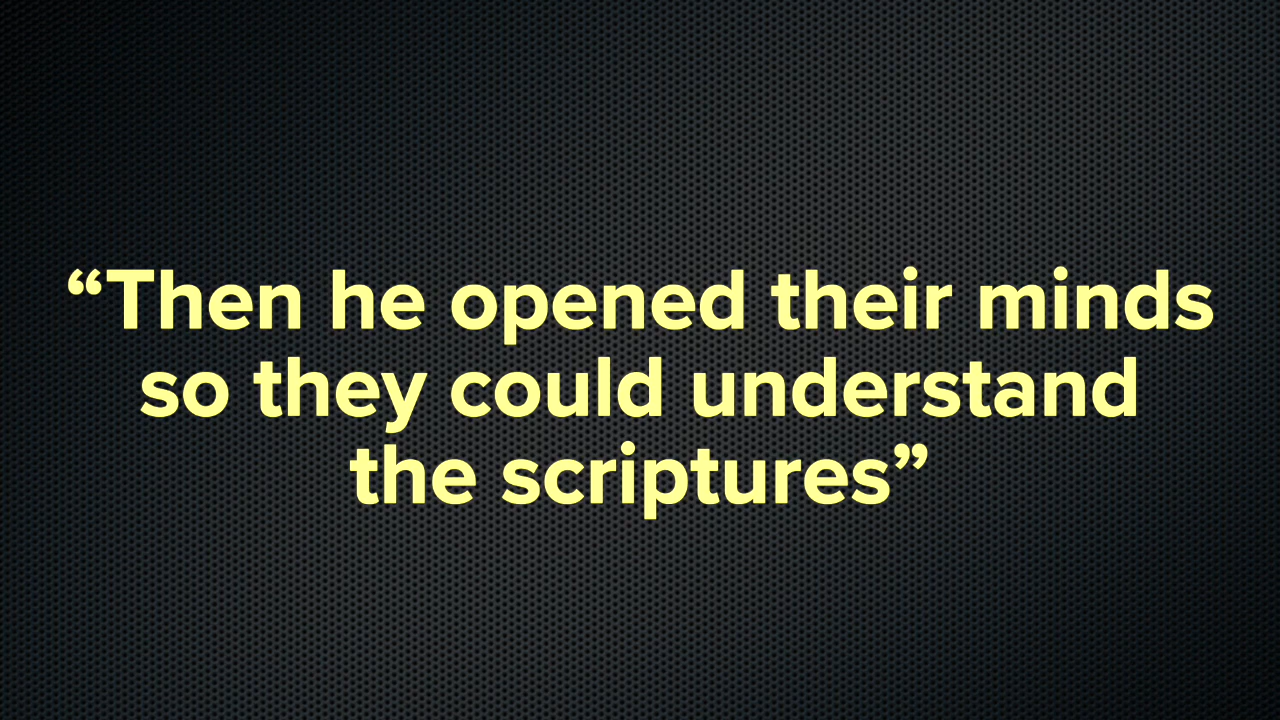 “Then he opened their minds
so they could understand
the scriptures”